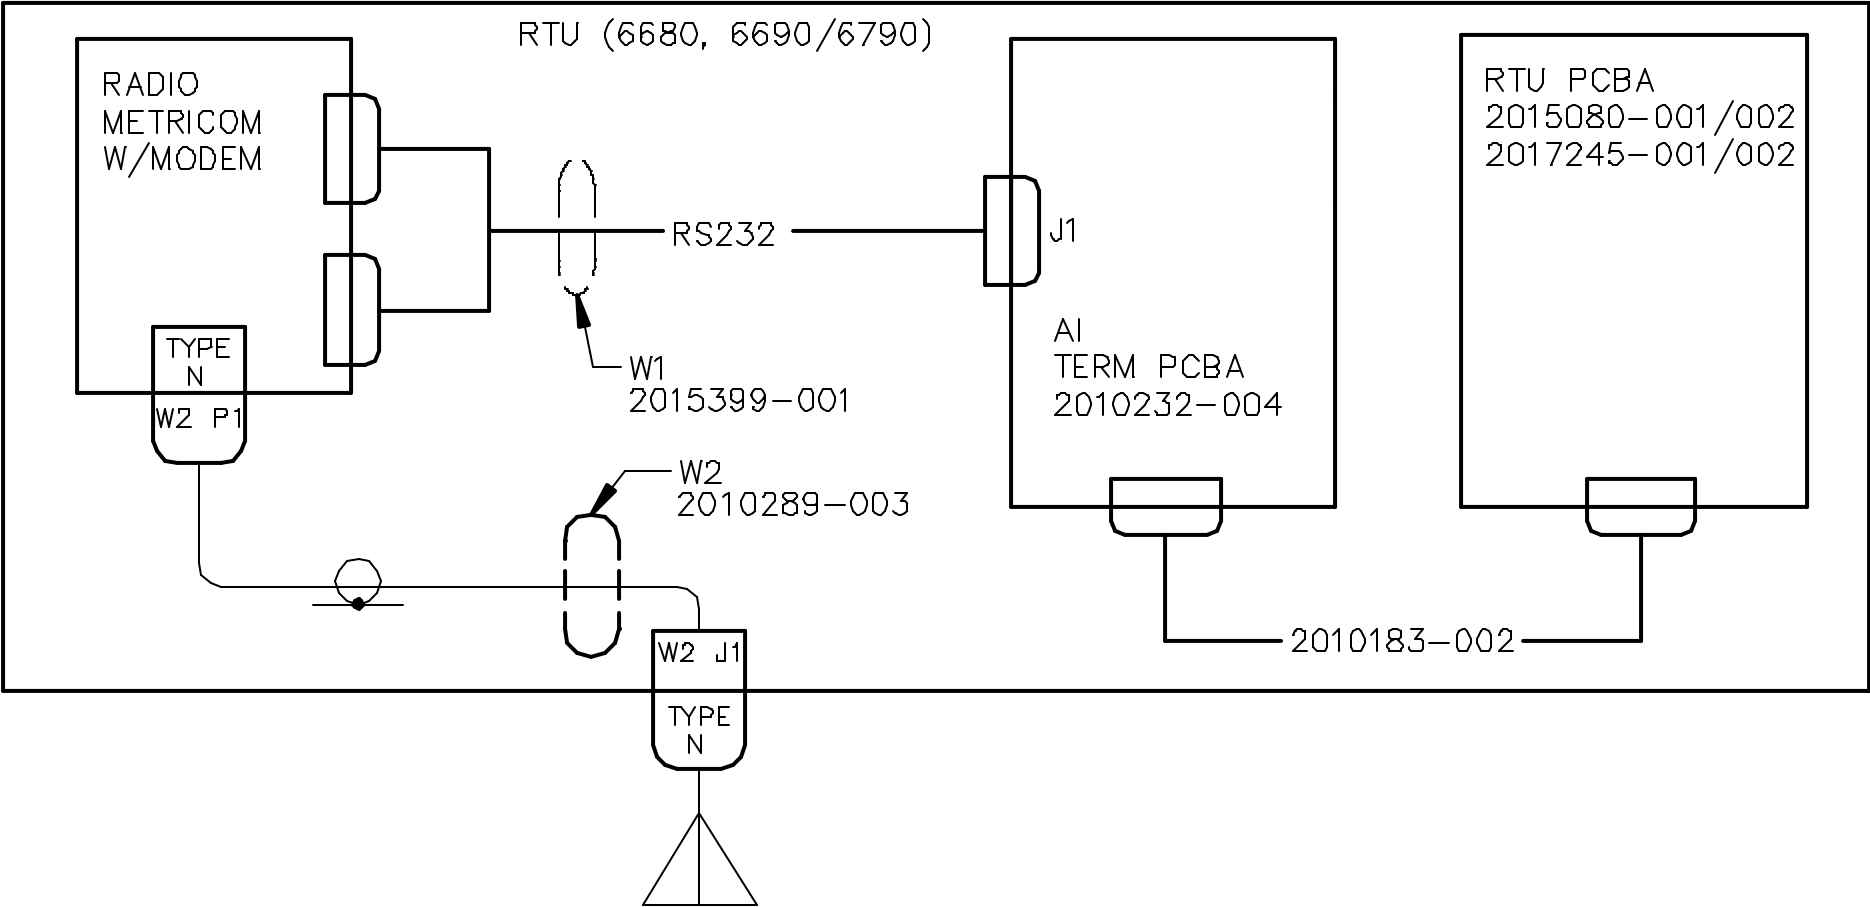 RTU (6680, 6690/6790)
RADIO
METRICOM
W/MODEM
RTU PCBA
2015080-001/002
2017245-001/002
RS232
J1
AI
TERM PCBA
2010232-004
TYPE
N
W2 P1
W1
2015399-001
W2
2010289-003
2010183-002
W2 J1
TYPE
N